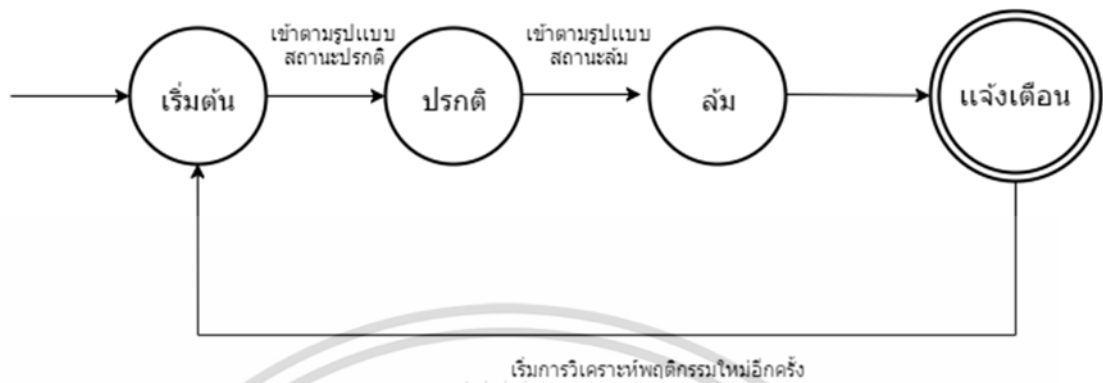 เข้าตามรูปแบบ
สถานะปรกติ
เข้าตามรูปแบบ
สถานะล้ม
เริ่มต้น
ปรกติ
ล้ม
แจ้งเตือน
เริ่มการวิเคราะห์พฤติกรรมใหม่อีกครั้ง